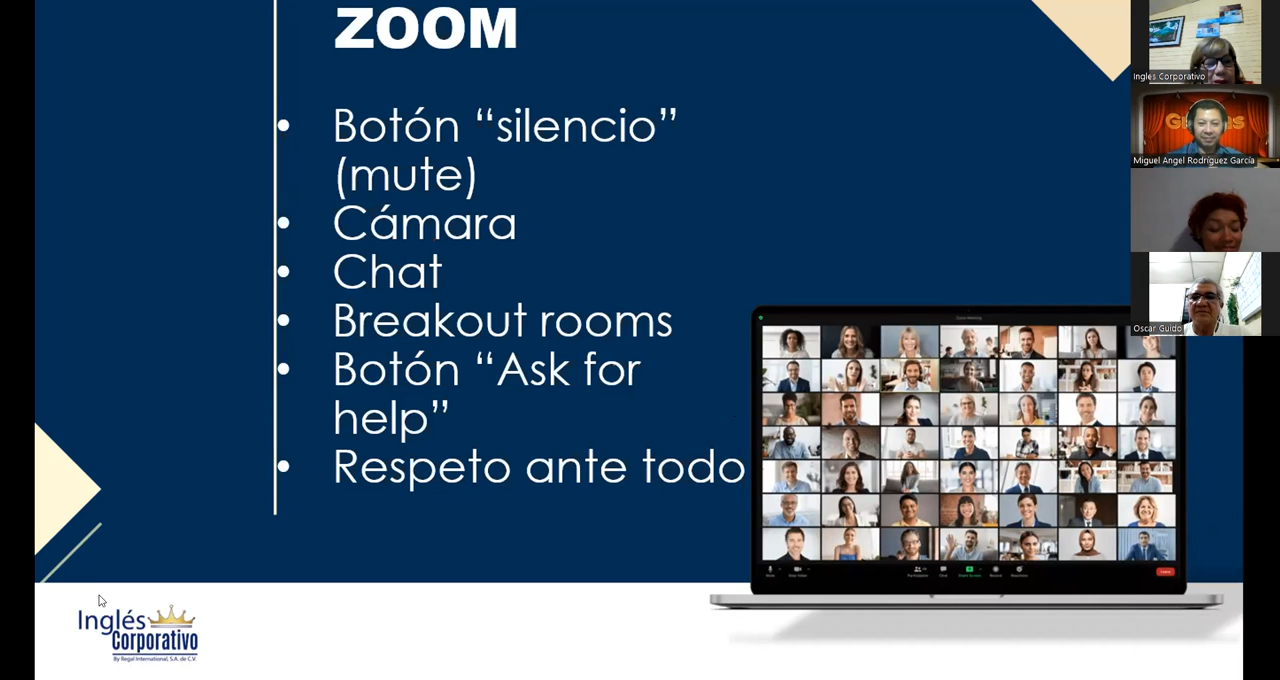 ZOOM
• Botón “silencio”
(mute)
• Cámara
• Chat
• Breakout rooms
• Botón “Ask for
help”
• Respeto ante todo
Ingles Corporativo
Miguel Angel Rodríguez García
Oscar Guido
Inglés
Corporativo
By Regal International, S.A. de C.V.